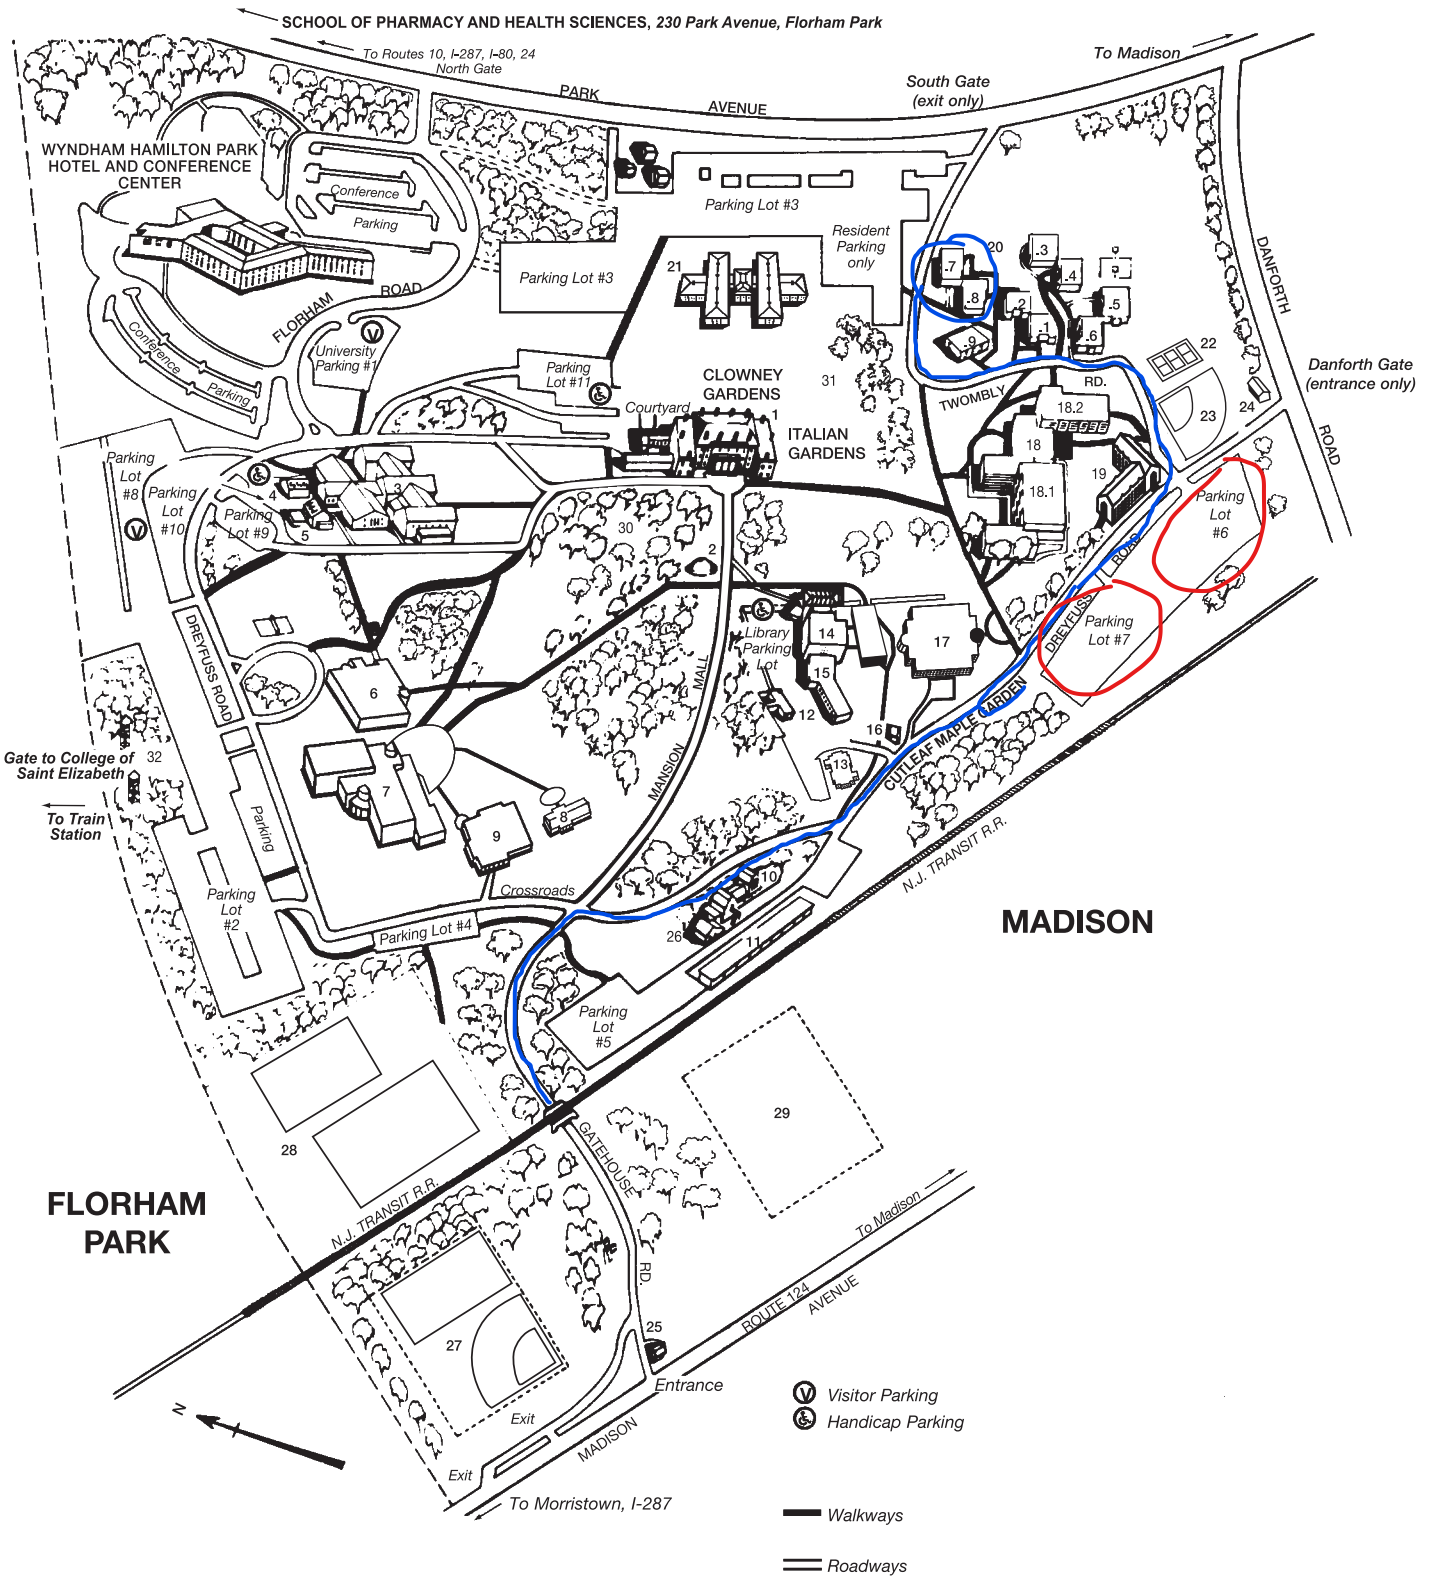 SCHOOL OF PHARMACY AND HEALTH SCIENCES, 230 Park Avenue, Florham Park
To Routes 10, I-287, I-80, 24
North Gate
To Madison
South Gate
(exit only)
PARK
AVENUE
WYNDHAM HAMILTON PARK
HOTEL AND CONFERENCE
CENTER
Conference
Parking
Parking Lot #3
Resident
Parking
only
20
.3
.7
.4
21
Parking Lot #3
DANFORTH
FLORHAM
ROAD
.8
.2
.5
.1
.6
.9
V
University
Parking #1
Conference
Parking
22
Parking
Lot #11
CLOWNEY
GARDENS
31
TWOMBLY
RD.
Danforth Gate
(entrance only)
Courtyard
1
18.2
23
24
ITALIAN
GARDENS
ROAD
18
Parking
Lot
#8
Parking
Lot
#10
4
3
19
18.1
Parking
Lot #9
5
V
30
Parking
Lot
#6
2
ROAD
DREYFUSS
Library
Parking
Lot
14
17
Parking
Lot #7
DREYFUSS ROAD
6
15
MALL
12
16
CUTLEAF MAPLE GARDEN
32
Gate to College of
Saint Elizabeth
13
MANSION
To Train
Station
7
8
9
Parking
N.J. TRANSIT R.R.
10
Crossroads
Parking
Lot
#2
Parking Lot #4
26
11
MADISON
Parking
Lot
#5
29
28
GATEHOUSE
FLORHAM
PARK
N.J. TRANSIT R.R.
To Madison
RD.
ROUTE 124
AVENUE
25
27
Entrance
V Visitor Parking
Handicap Parking
N
Exit
MADISON
Exit
To Morristown, I-287
Walkways
Roadways